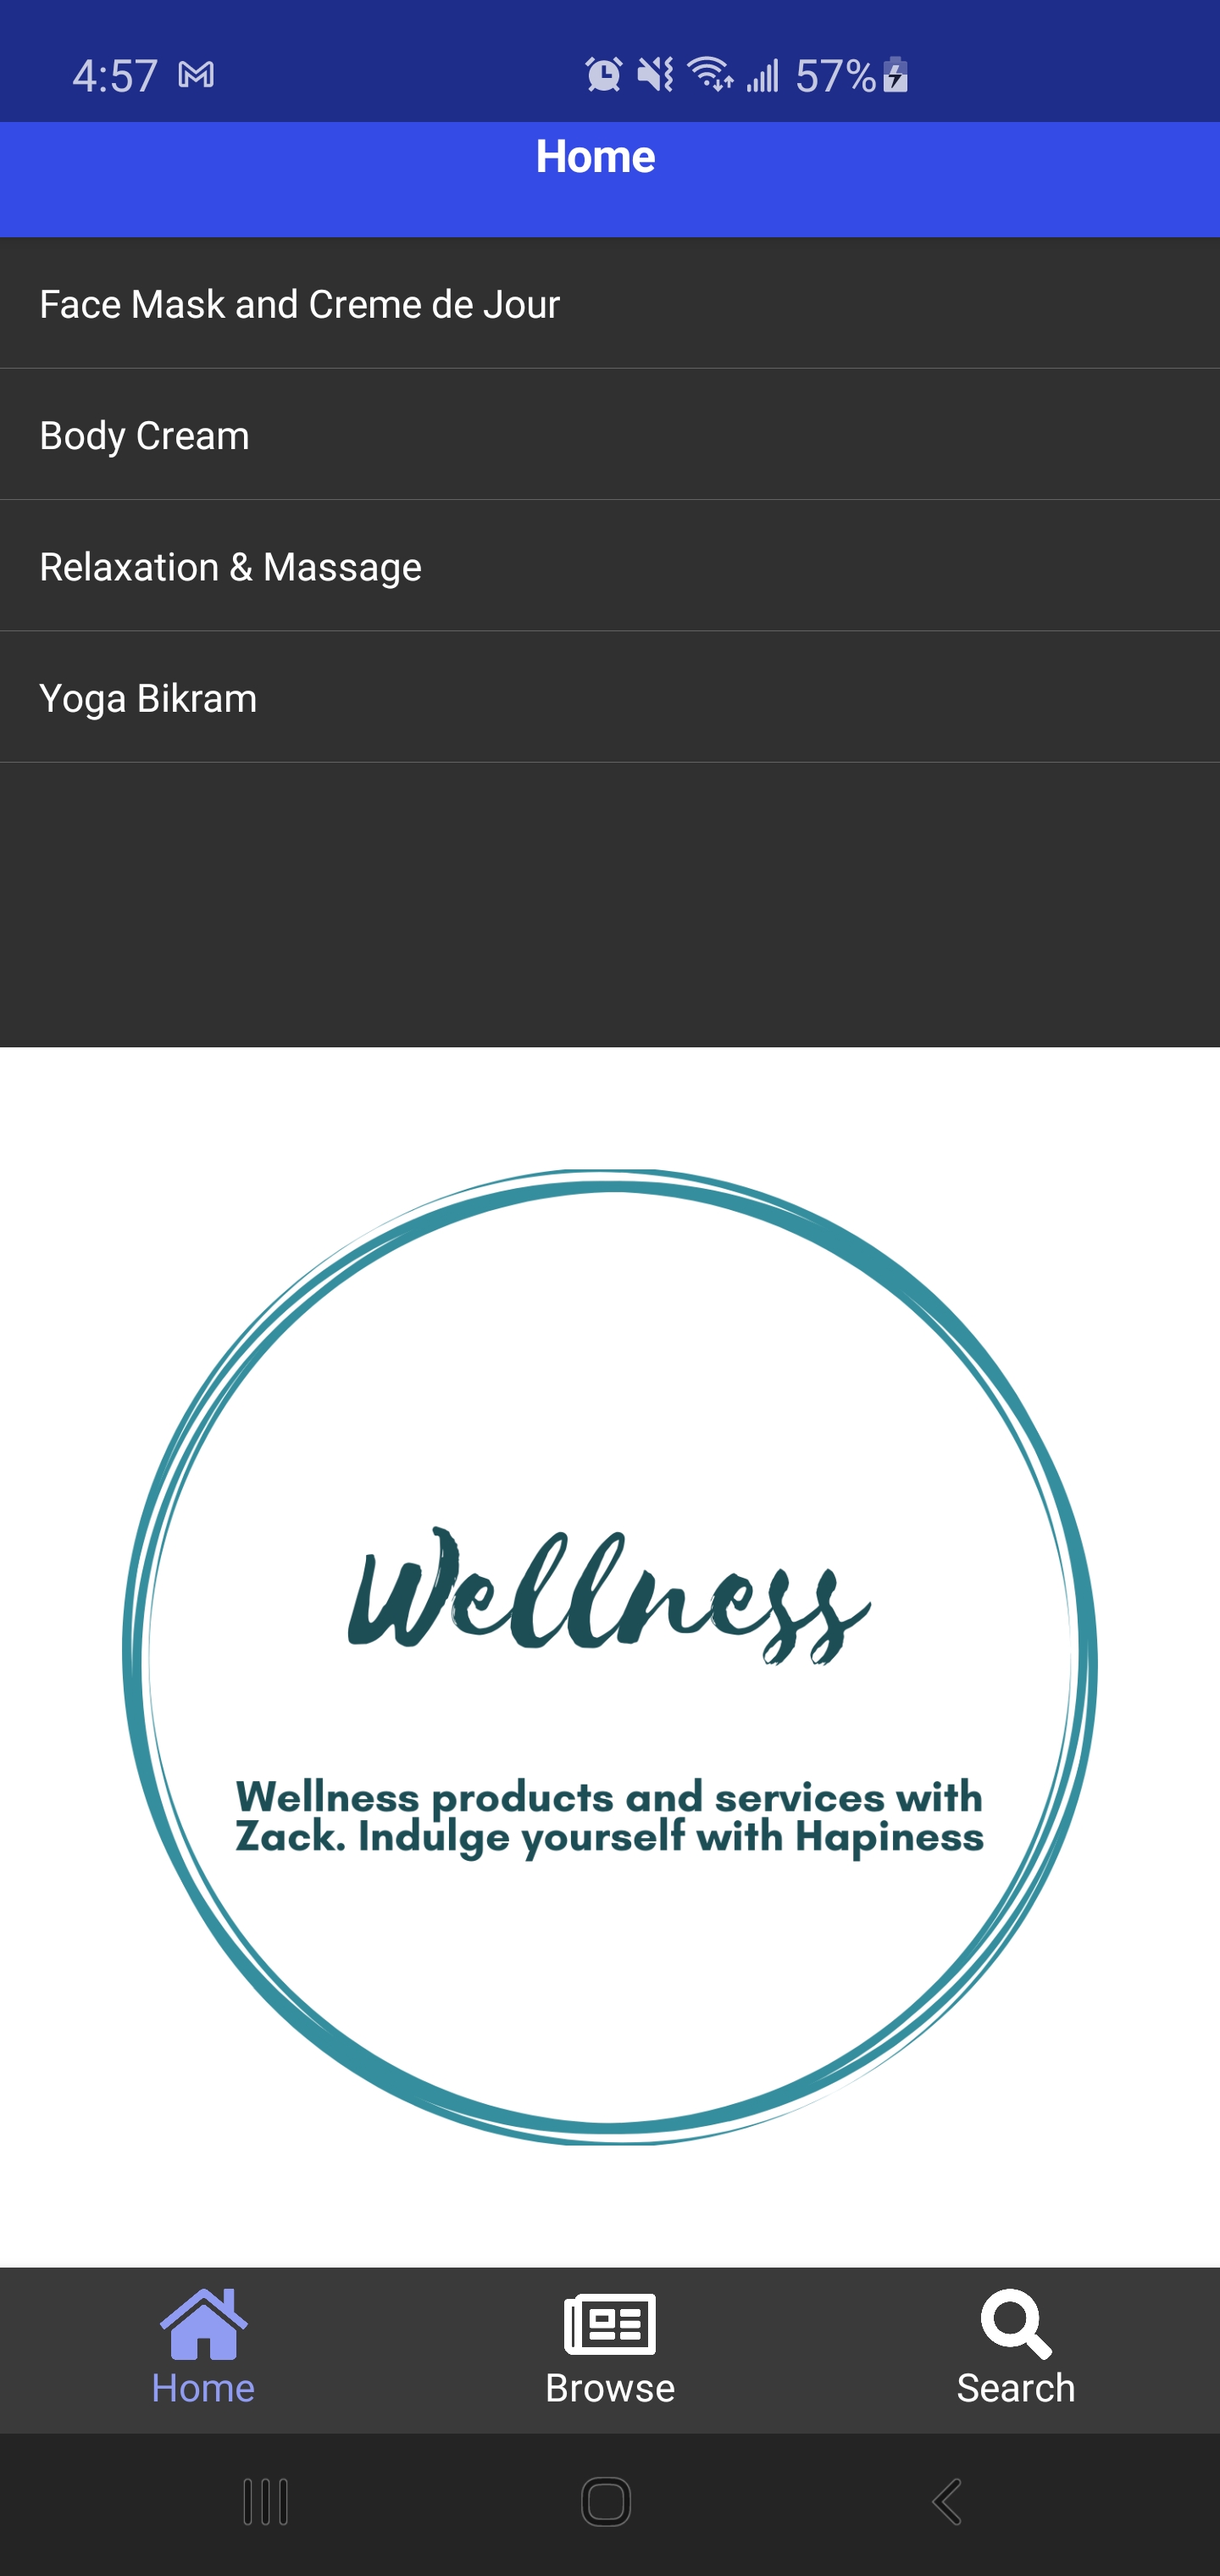 4:57 57%
Home
Face Mask and Creme de Jour
Body Cream
Relaxation & Massage
Yoga Bikram
Wellness
Wellness products and services with
Zack. Indulge yourself with Hapiness
Home Browse Search